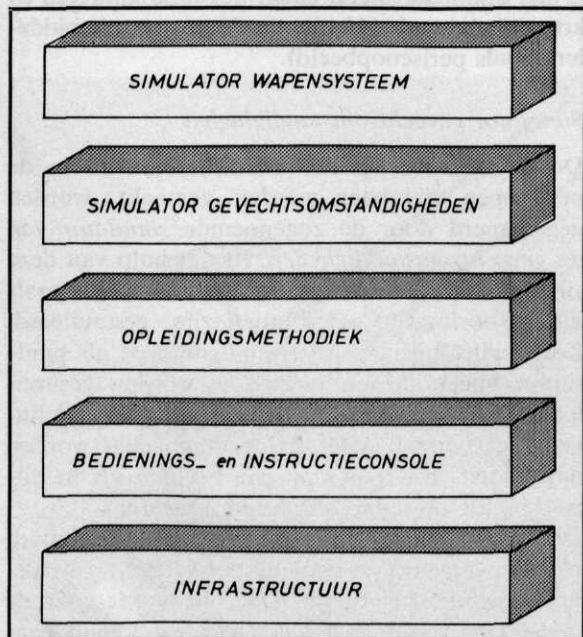 SIMULATOR WAPENSYSTEEM
SIMULATOR GEVECHTSOMSTANDIGHEDEN
OPLEIDINGSMETHODIEK
BEDIENINGS_ en INSTRUCTIECONSOLE
INFRASTRUCTUUR